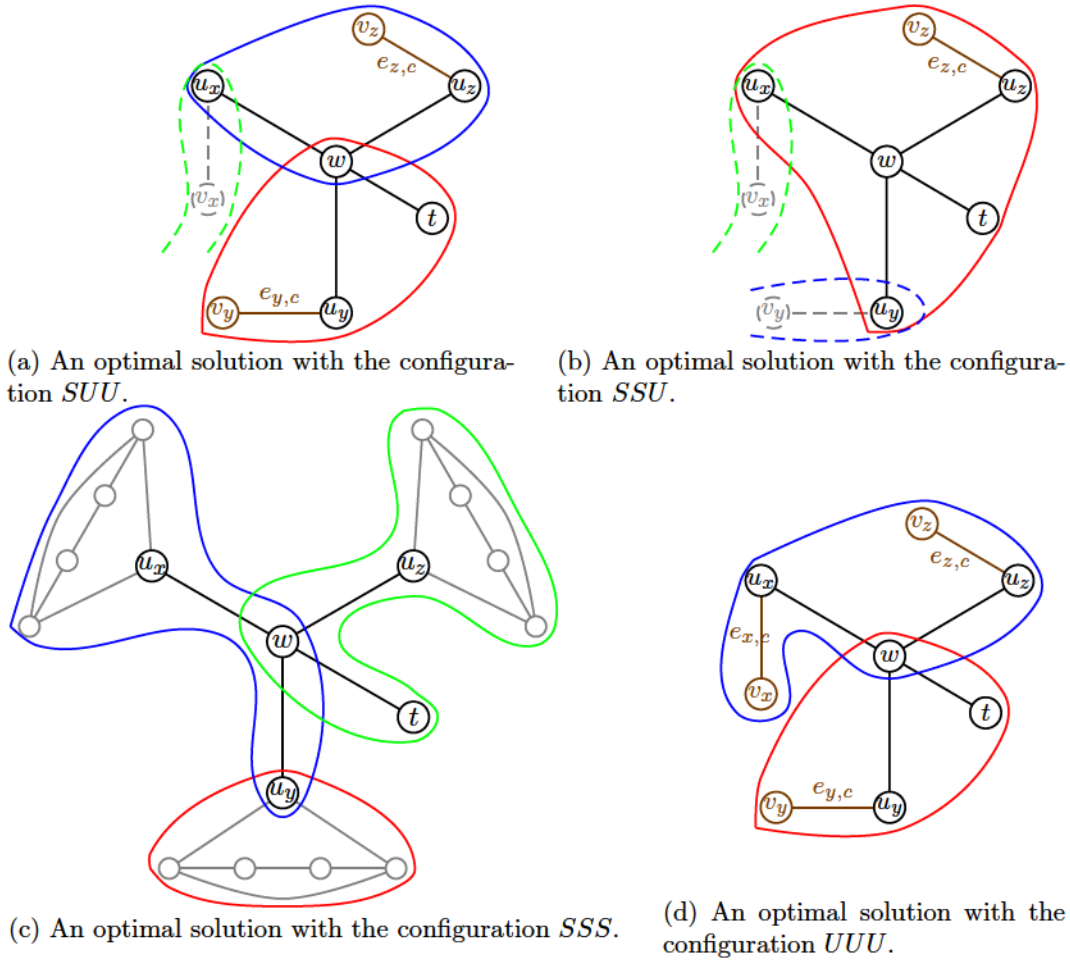 v_z
e_{z,c}
u_x
u_z
w
(v_x)
t
e_{y,c}
v_y
u_y
(a) An optimal solution with the configura-
tion SUU.
v_z
e_{z,c}
u_x
u_z
w
(v_x)
t
(v_y)
u_y
(b) An optimal solution with the configura-
tion SSU.
u_x
u_z
w
t
u_y
(c) An optimal solution with the configuration SSS.
v_z
e_{z,c}
u_x
u_z
e_{x,c}
w
v_x
t
e_{y,c}
v_y
u_y
(d) An optimal solution with the
configuration UUU.